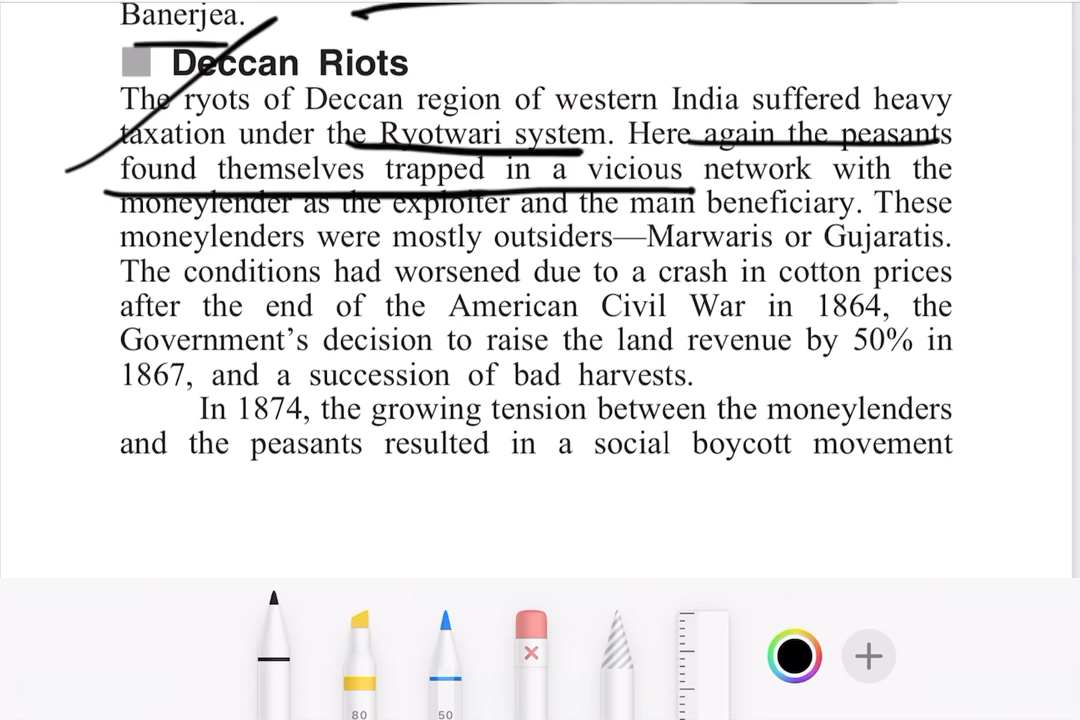 Banerjea.
Deccan Riots
The ryots of Deccan region of western India suffered heavy
taxation under the Ryotwari system. Here again the peasants
found themselves trapped in a vicious network with the
moneylender as the exploiter and the main beneficiary. These
moneylenders were mostly outsiders—Marwaris or Gujaratis.
The conditions had worsened due to a crash in cotton prices
after the end of the American Civil War in 1864, the
Government’s decision to raise the land revenue by 50% in
1867, and a succession of bad harvests.
In 1874, the growing tension between the moneylenders
and the peasants resulted in a social boycott movement
80 50